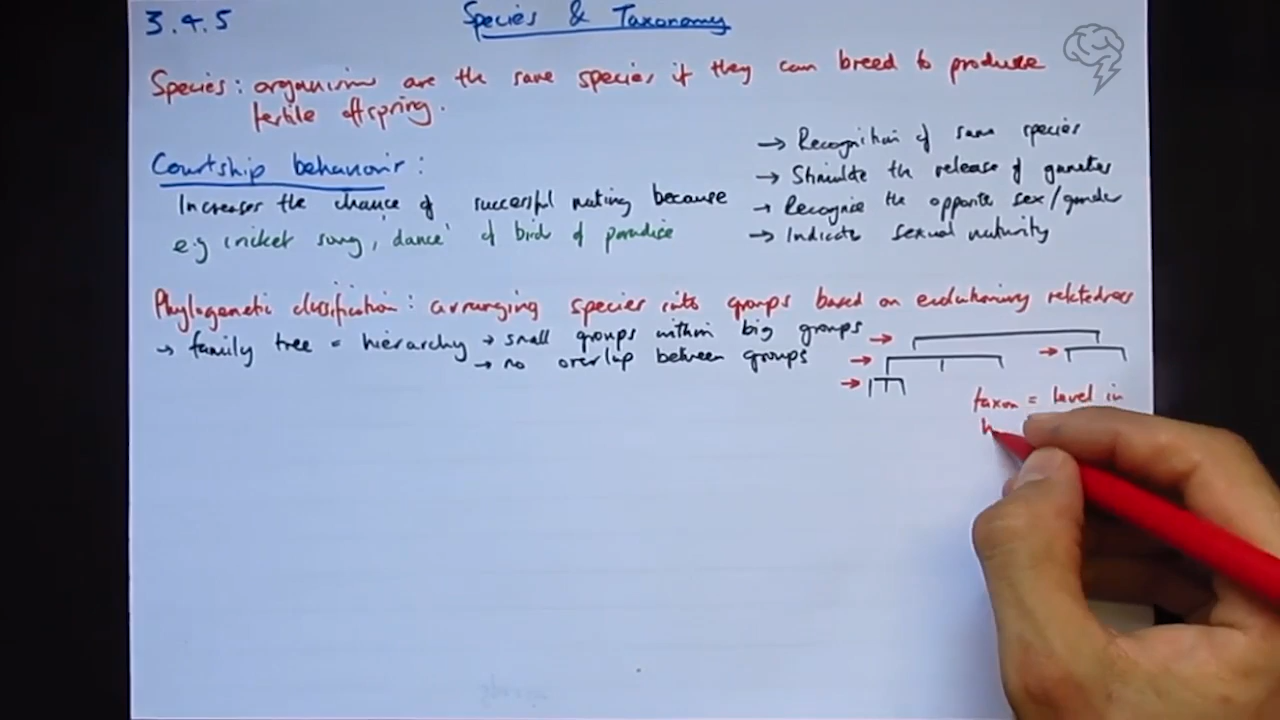 3.4.5 Species & Taxonomy
Species: organisms are the same species if they can breed to produce
fertile offspring.
Courtship behaviour:
Increases the chance of successful mating because
e.g cricket song, 'dance' of bird of paradise
→ Recognition of same species
→ Stimulate the release of gametes
→ Recognise the opposite sex/gender
→ Indicate sexual maturity
Phylogenetic classification: arranging species into groups based on evolutionary relatedness
→ family tree = hierarchy → small groups within big groups
→ no overlap between groups
taxon = level in